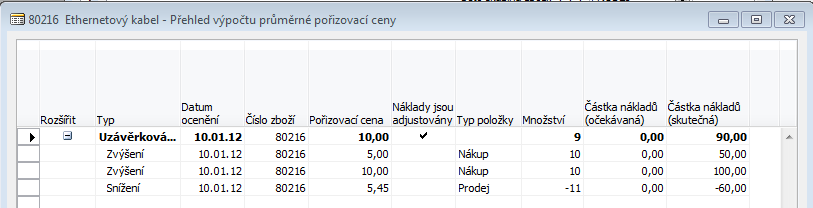 80216 Ethernetový kabel - Přehled výpočtu průměrné pořizovací ceny
Rozšířit Typ Datum ocenění Číslo zboží Pořizovací cena Náklady jsou adjustovány Typ položky Množství Částka nákladů (očekávaná) Částka nákladů (skutečná)
Uzávěrková... 10.01.12 80216 10,00 9 0,00 90,00
Zvýšení 10.01.12 80216 5,00 Nákup 10 0,00 50,00
Zvýšení 10.01.12 80216 10,00 Nákup 10 0,00 100,00
Snížení 10.01.12 80216 5,45 Prodej -11 0,00 -60,00